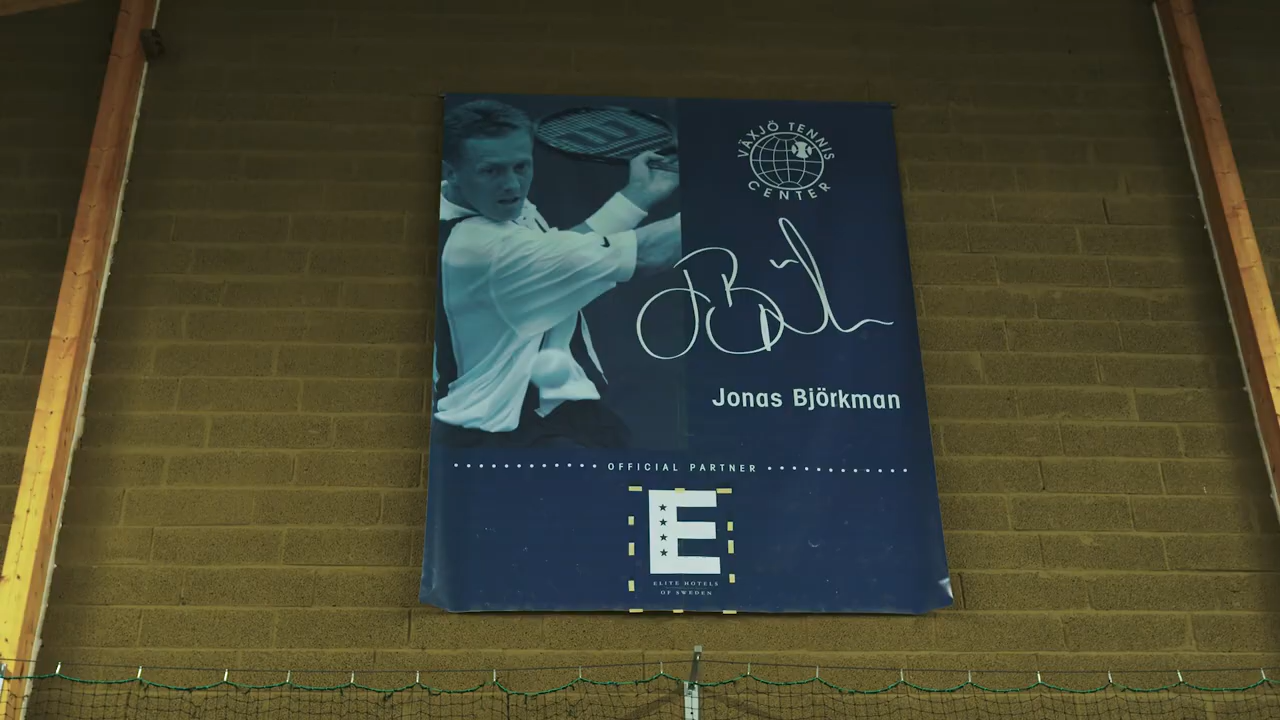 VÄXJÖ TENNIS
CENTER
Jonas Björkman
OFFICIAL PARTNER
E
ELITE HOTELS
OF SWEDEN